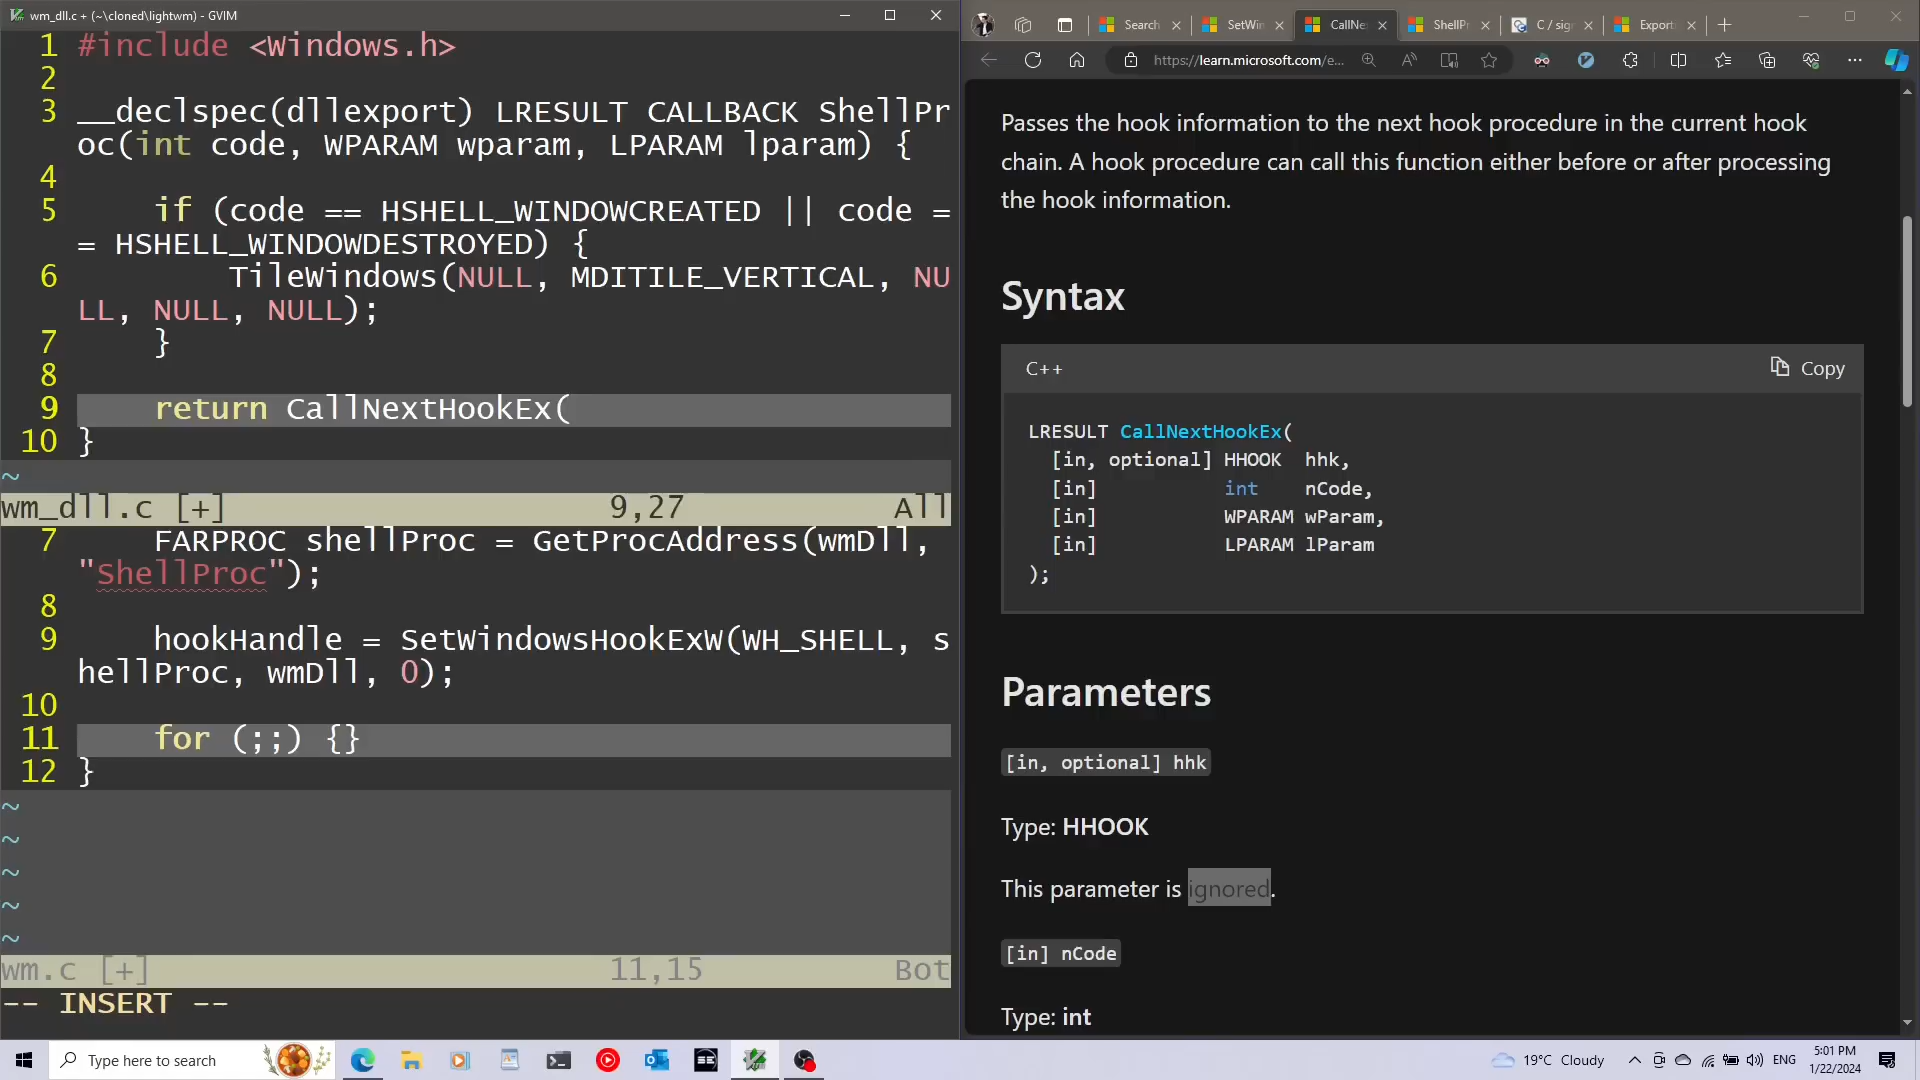 wm_dll.c + (~\cloned\lightwm) - GVIM
1 #include <Windows.h>
2
3 __declspec(dllexport) LRESULT CALLBACK ShellPr
oc(int code, WPARAM wparam, LPARAM lparam) {
4
5 if (code == HSHELL_WINDOWCREATED || code =
= HSHELL_WINDOWDESTROYED) {
6 TileWindows(NULL, MDITILE_VERTICAL, NU
LL, NULL, NULL);
7 }
8
9 return CallNextHookEx(
10 }
~
wm_dll.c [+] 9,27 All
7 FARPROC shellProc = GetProcAddress(wmDll,
"ShellProc");
8
9 hookHandle = SetWindowsHookExW(WH_SHELL, s
hellProc, wmDll, 0);
10
11 for (;;) {}
12 }
~
~
~
~
~
wm.c [+] 11,15 Bot
-- INSERT --
Search
SetWin
CallNe
ShellPr
C / sig
Export
https://learn.microsoft.com/e...
Passes the hook information to the next hook procedure in the current hook
chain. A hook procedure can call this function either before or after processing
the hook information.
Syntax
C++ Copy
LRESULT CallNextHookEx(
[in, optional] HHOOK hhk,
[in] int nCode,
[in] WPARAM wParam,
[in] LPARAM lParam
);
Parameters
[in, optional] hhk
Type: HHOOK
This parameter is ignored.
[in] nCode
Type: int
Type here to search
19°C Cloudy
ENG
5:01 PM
1/22/2024